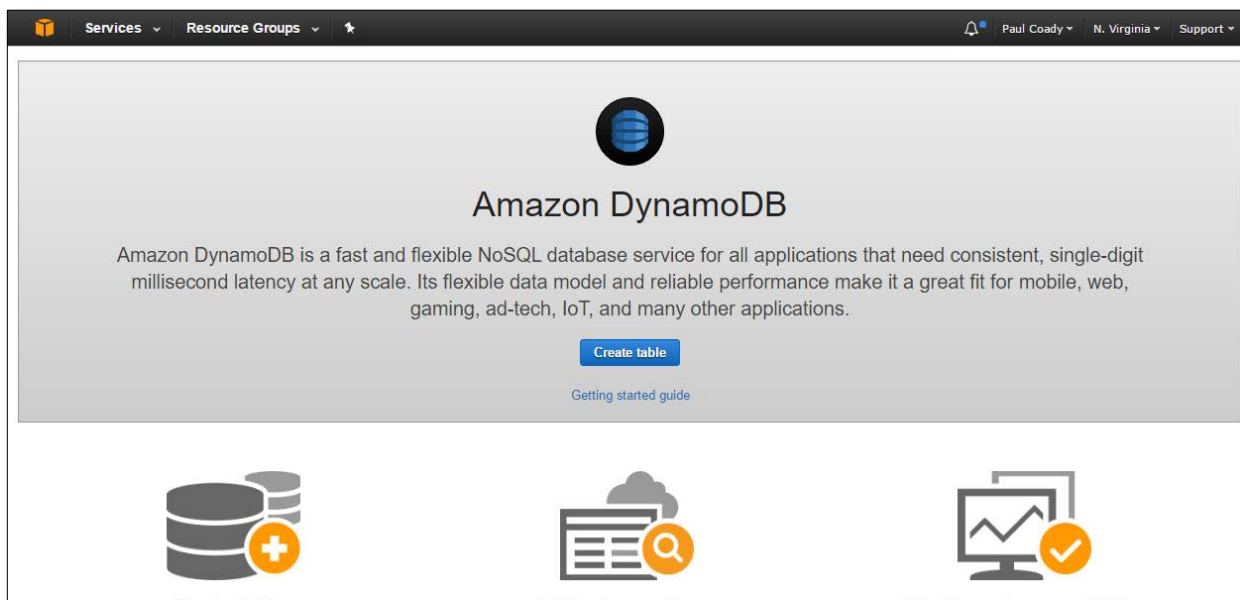 Services Resource Groups Paul Coady N. Virginia Support
Amazon DynamoDB
Amazon DynamoDB is a fast and flexible NoSQL database service for all applications that need consistent, single-digit
millisecond latency at any scale. Its flexible data model and reliable performance make it a great fit for mobile, web,
gaming, ad-tech, IoT, and many other applications.
Create table
Getting started guide